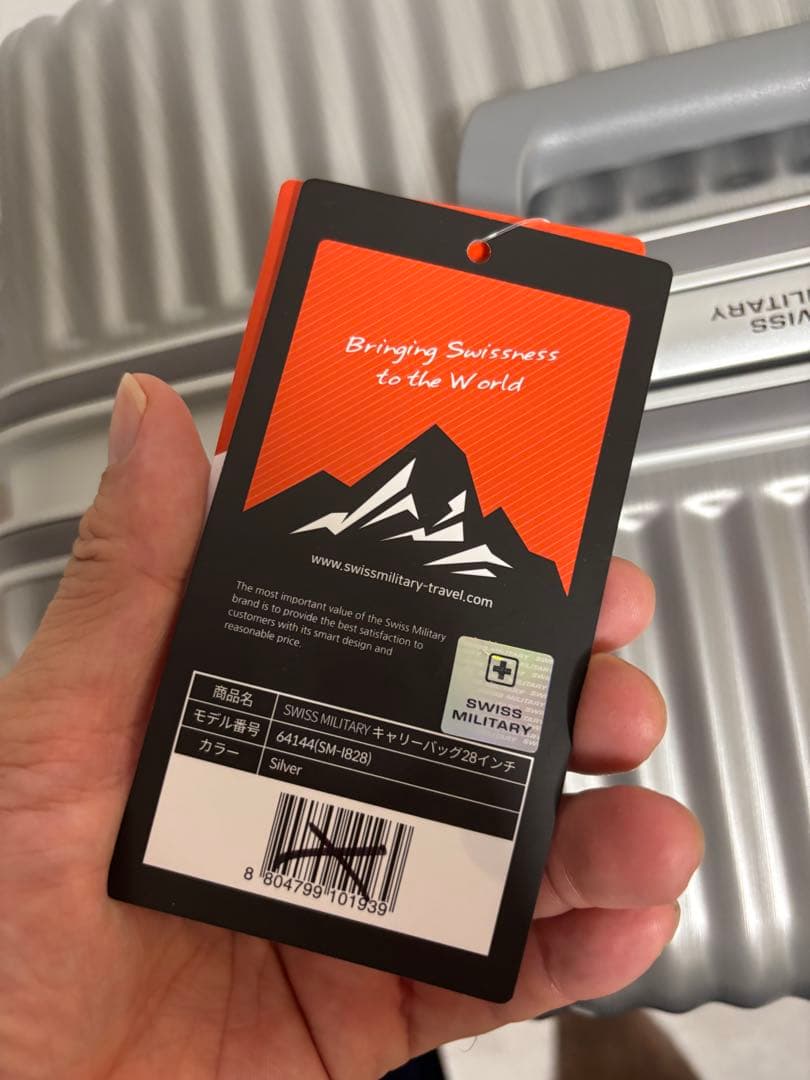 Bringing Swissness
to the World
www.swissmilitary-travel.com
The most important value of the Swiss Military
brand is to provide the best satisfaction to
customers with its smart design and
reasonable price.
SWISS
MILITARY
商品名 SWISS MILITARY キャリーバッグ28インチ
モデル番号 64144(SM-I828)
カラー Silver
8 804799 101939
SWISS
MILITARY